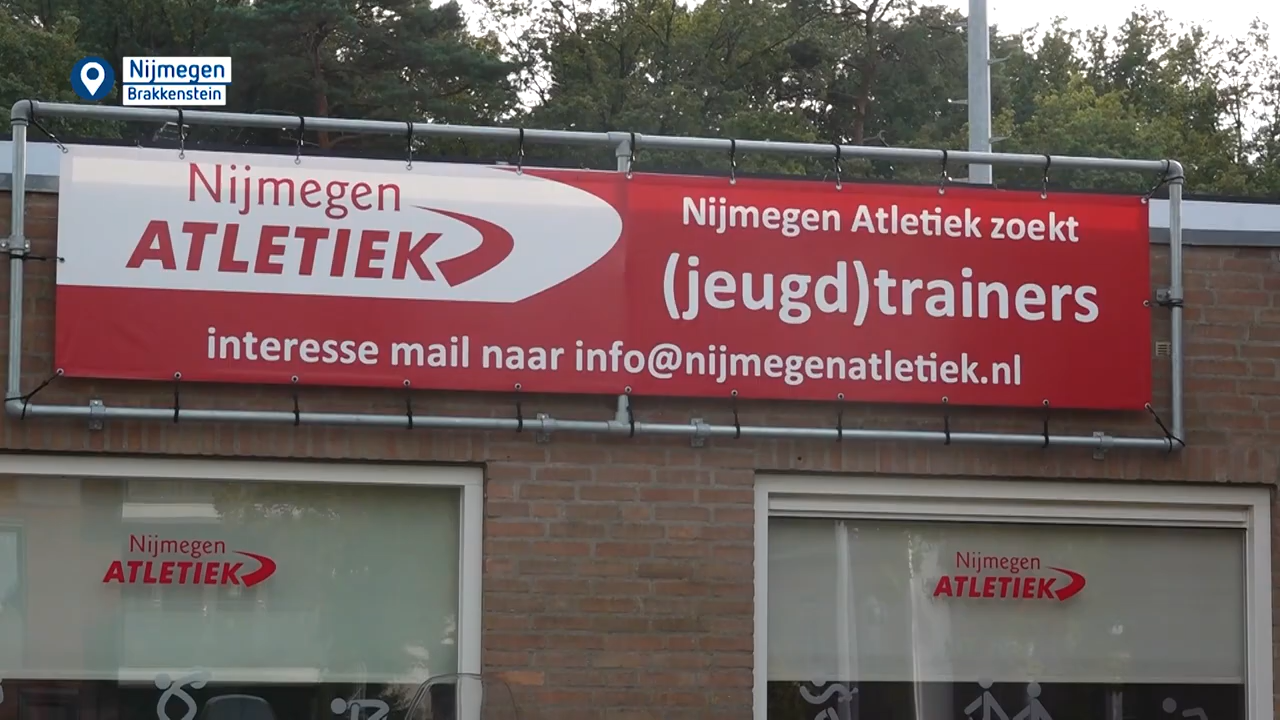 Nijmegen
Brakkenstein
Nijmegen
ATLETIEK
Nijmegen Atletiek zoekt
(jeugd)trainers
interesse mail naar info@nijmegenatletiek.nl
Nijmegen
ATLETIEK
Nijmegen
ATLETIEK